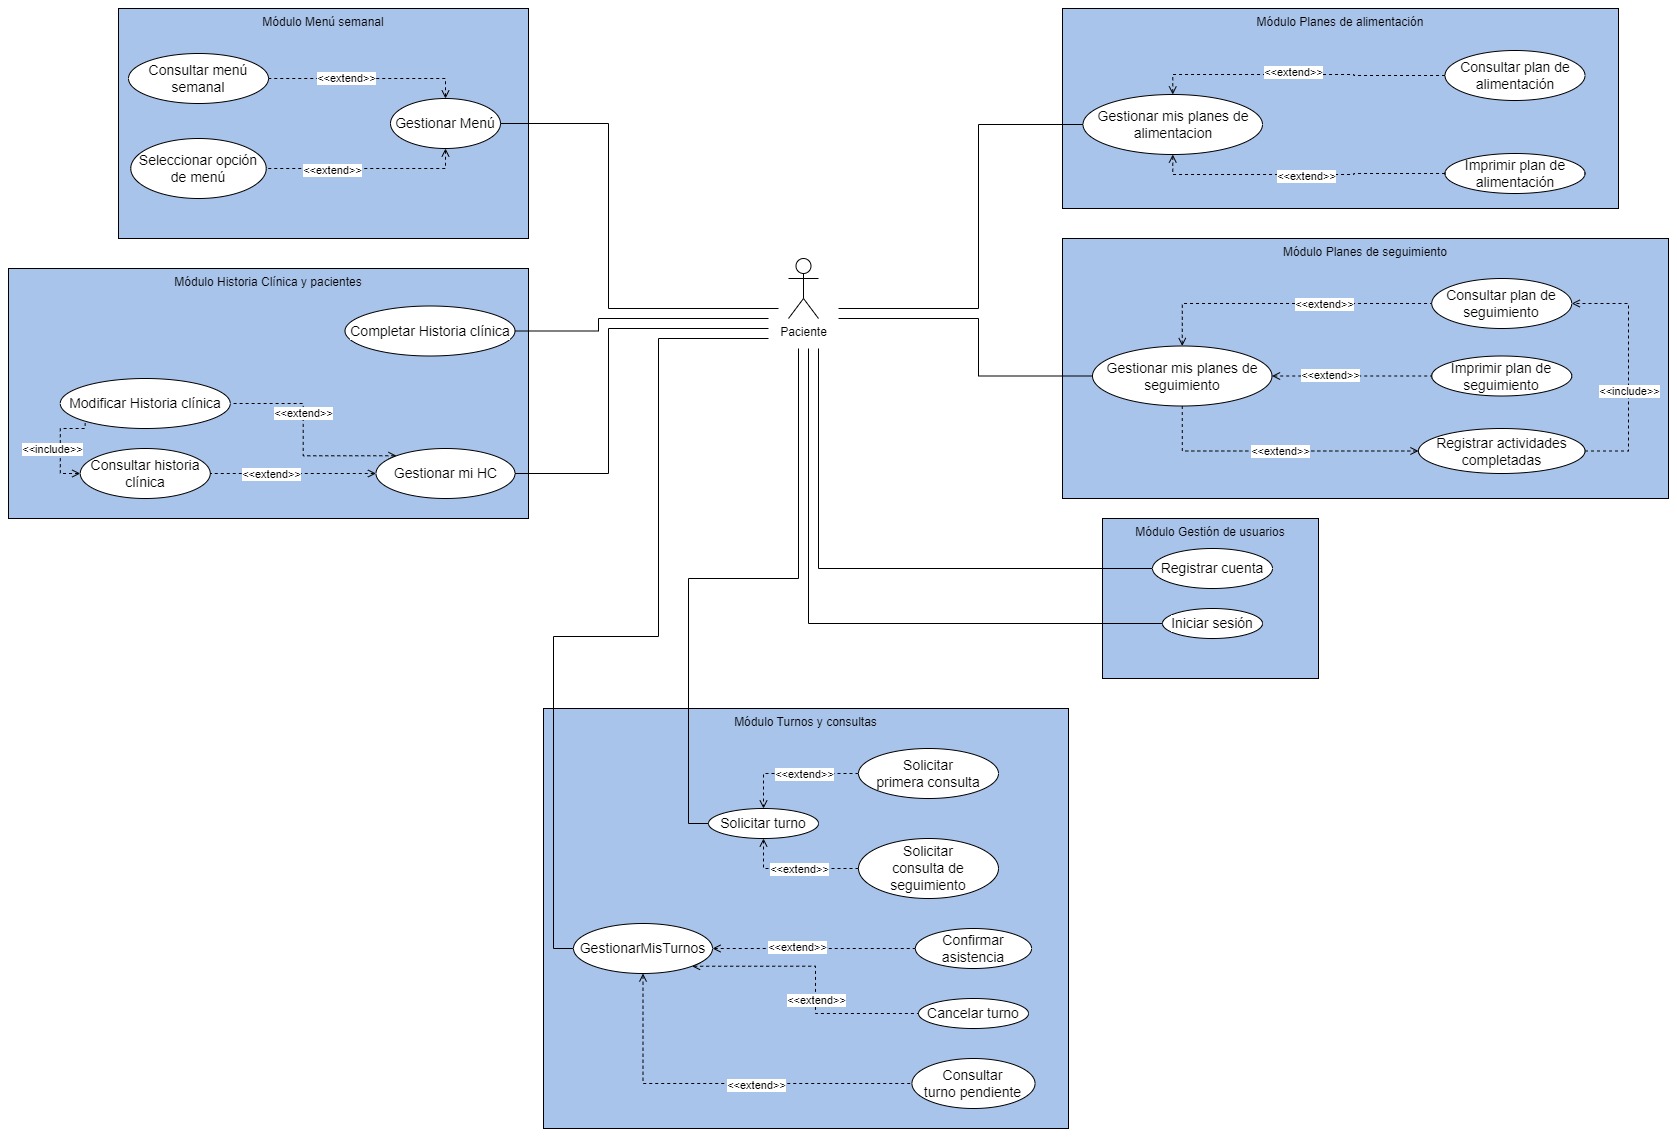 Módulo Menú semanal
Consultar menú
semanal
<<extend>>
Gestionar Menú
Seleccionar opción
de menú
<<extend>>
Módulo Planes de alimentación
Consultar plan de
alimentación
<<extend>>
Gestionar mis planes de
alimentacion
Imprimir plan de
alimentación
<<extend>>
Módulo Historia Clínica y pacientes
Completar Historia clínica
Modificar Historia clínica
<<extend>>
<<include>>
Consultar historia
clínica
<<extend>>
Gestionar mi HC
Paciente
Módulo Planes de seguimiento
Consultar plan de
seguimiento
<<extend>>
Gestionar mis planes de
seguimiento
<<extend>>
Imprimir plan de
seguimiento
<<include>>
<<extend>>
Registrar actividades
completadas
Módulo Gestión de usuarios
Registrar cuenta
Iniciar sesión
Módulo Turnos y consultas
Solicitar
primera consulta
<<extend>>
Solicitar turno
<<extend>>
Solicitar
consulta de
seguimiento
GestionarMisTurnos
<<extend>>
Confirmar
asistencia
<<extend>>
Cancelar turno
<<extend>>
Consultar
turno pendiente